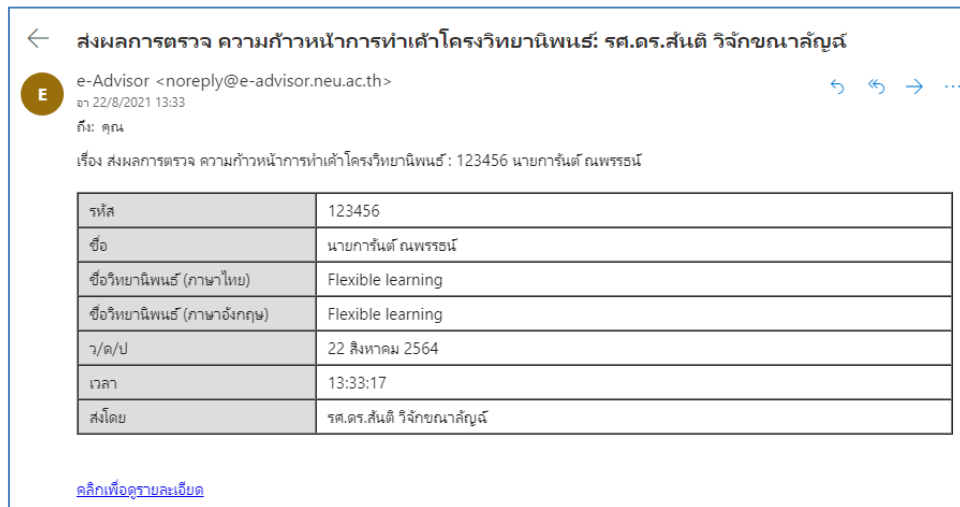 ส่งผลการตรวจ ความก้าวหน้าการทำเค้าโครงวิทยานิพนธ์: รศ.ดร.สันติ วิจักขณาลัญฉ์
E
e-Advisor <noreply@e-advisor.neu.ac.th>
อา 22/8/2021 13:33
ถึง: คุณ
เรื่อง ส่งผลการตรวจ ความก้าวหน้าการทำเค้าโครงวิทยานิพนธ์ : 123456 นายการันต์ ณพรรธน์
รหัส 123456
ชื่อ นายการันต์ ณพรรธน์
ชื่อวิทยานิพนธ์ (ภาษาไทย) Flexible learning
ชื่อวิทยานิพนธ์ (ภาษาอังกฤษ) Flexible learning
ว/ด/ป 22 สิงหาคม 2564
เวลา 13:33:17
ส่งโดย รศ.ดร.สันติ วิจักขณาลัญฉ์
คลิกเพื่อดูรายละเอียด